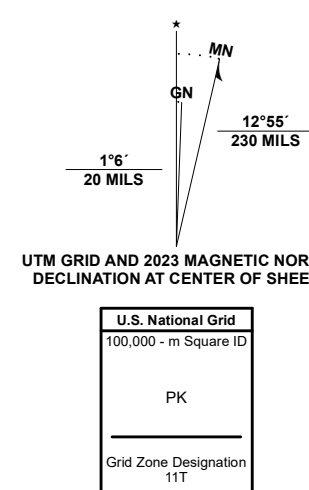 ★
MN
GN
12°55´
230 MILS
1°6´
20 MILS
UTM GRID AND 2023 MAGNETIC NOR
DECLINATION AT CENTER OF SHEE
U.S. National Grid
100,000 - m Square ID
PK
Grid Zone Designation
11T